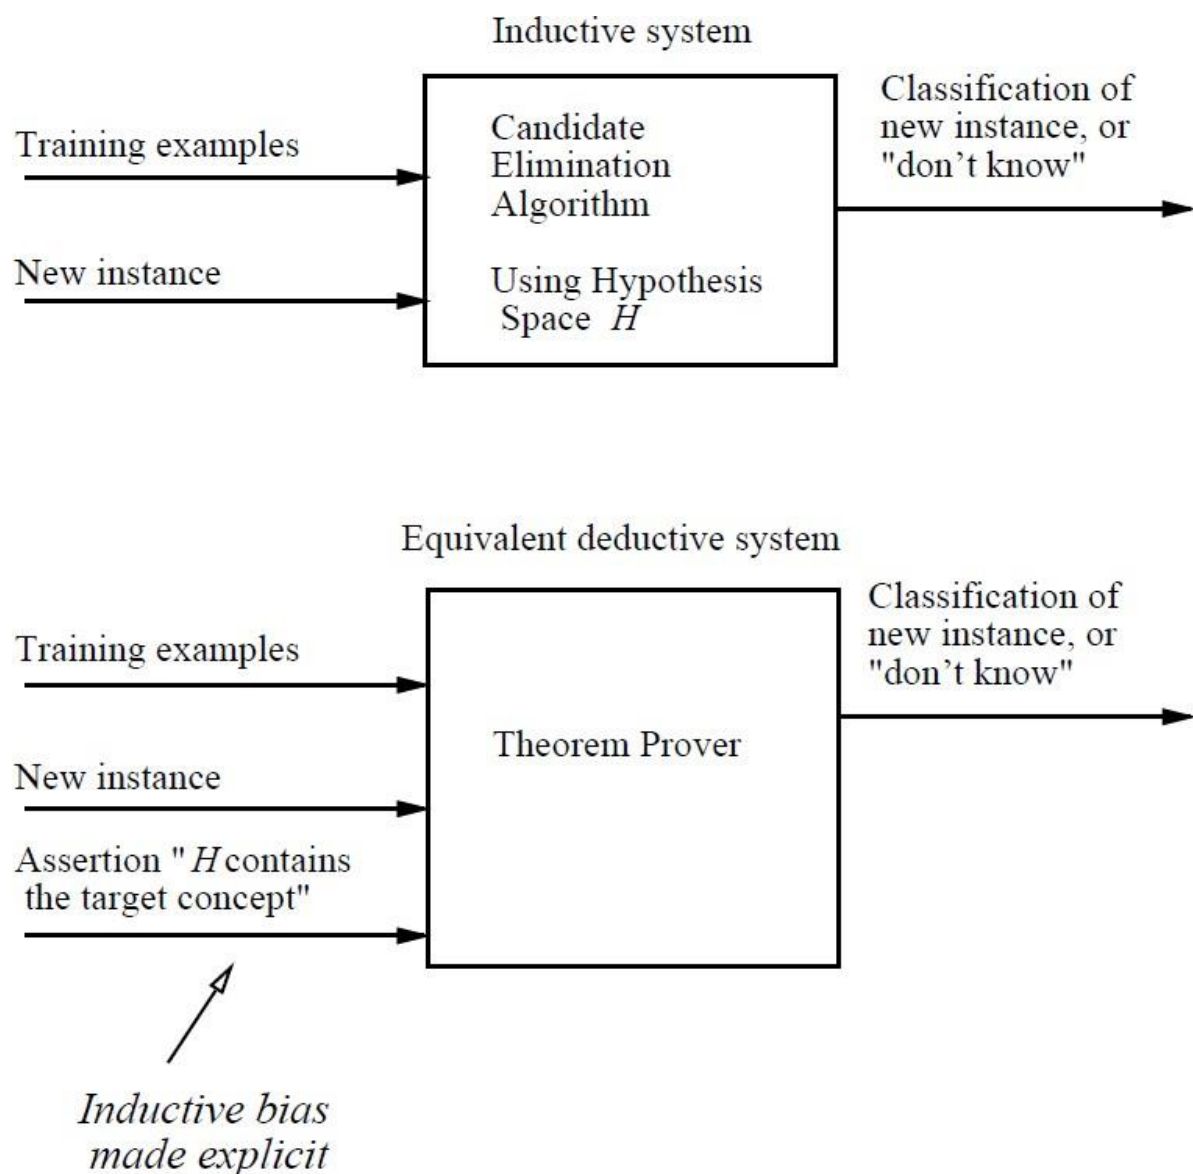 Inductive system
Training examples
New instance
Candidate
Elimination
Algorithm
Using Hypothesis
Space H
Classification of
new instance, or
"don't know"
Equivalent deductive system
Training examples
New instance
Assertion " H contains
the target concept"
Theorem Prover
Classification of
new instance, or
"don't know"
Inductive bias
made explicit